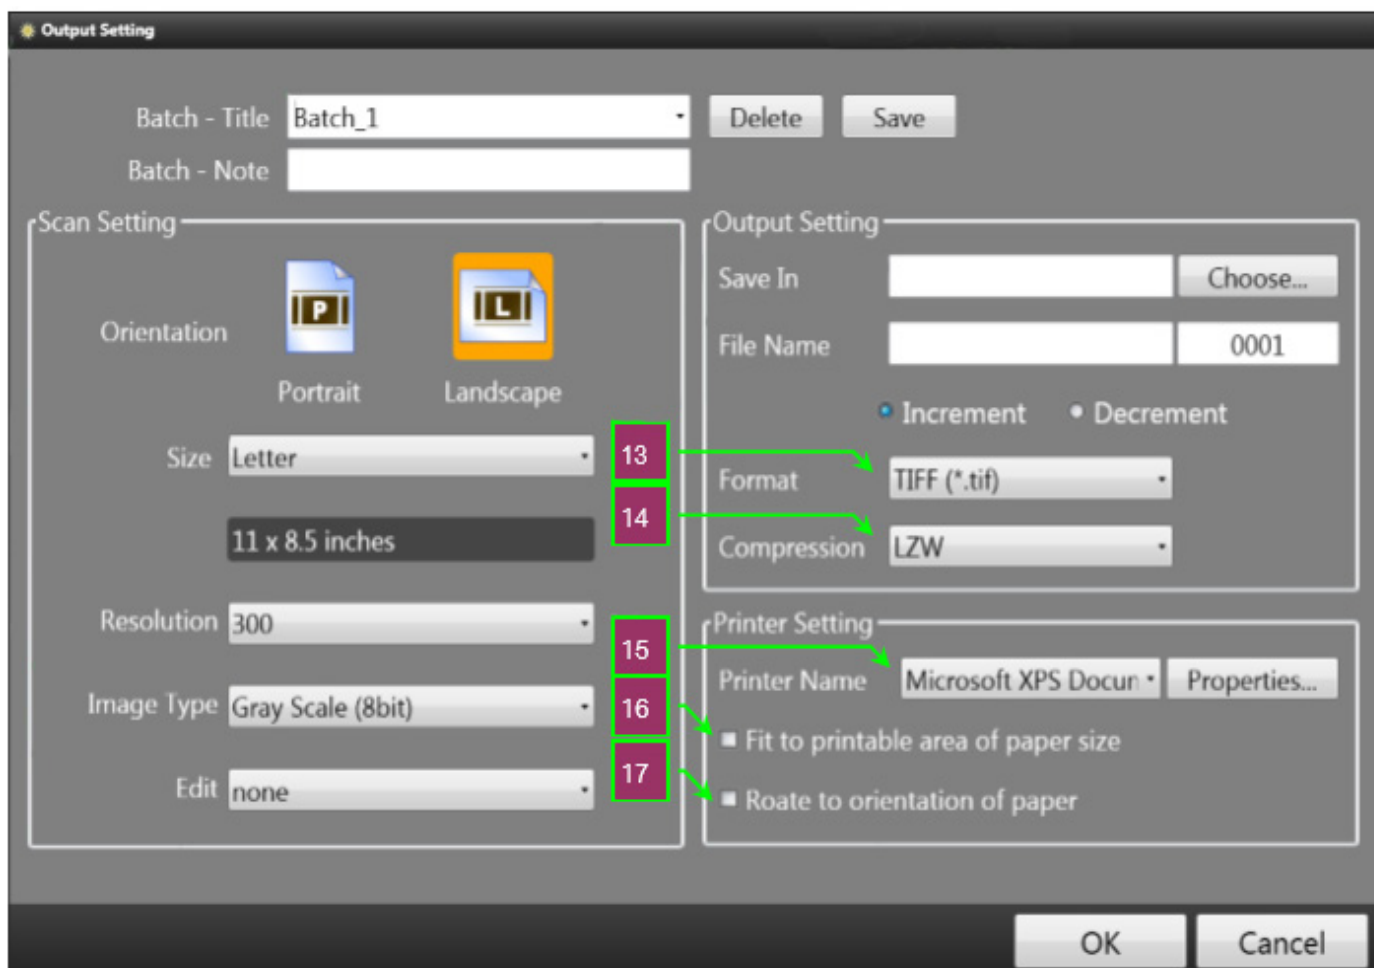 Output Setting
Batch - Title Batch_1 Delete Save
Batch - Note
Scan Setting
Orientation
P
L
Portrait Landscape
Size Letter
11 x 8.5 inches
Resolution 300
Image Type Gray Scale (8bit)
Edit none
13
14
15
16
17
Output Setting
Save In Choose...
File Name 0001
Increment Decrement
Format TIFF (*.tif)
Compression LZW
Printer Setting
Printer Name Microsoft XPS Docun Properties...
Fit to printable area of paper size
Roate to orientation of paper
OK Cancel